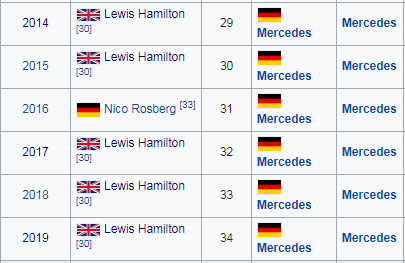 2014 Lewis Hamilton [30] 29 Mercedes Mercedes
2015 Lewis Hamilton [30] 30 Mercedes Mercedes
2016 Nico Rosberg [33] 31 Mercedes Mercedes
2017 Lewis Hamilton [30] 32 Mercedes Mercedes
2018 Lewis Hamilton [30] 33 Mercedes Mercedes
2019 Lewis Hamilton [30] 34 Mercedes Mercedes